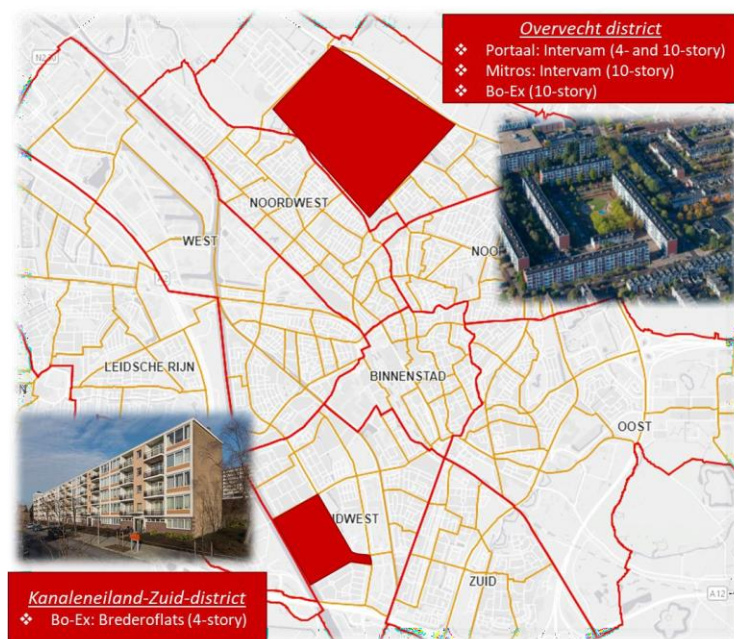 Overvecht district
❖ Portaal: Intervam (4- and 10-story)
❖ Mitros: Intervam (10-story)
❖ Bo-Ex (10-story)
NOORDWEST
WEST
LEIDSCHE RIJN
BINNENSTAD
OOST
ZUID
A12
Kanaleneiland-Zuid-district
❖ Bo-Ex: Brederoflats (4-story)